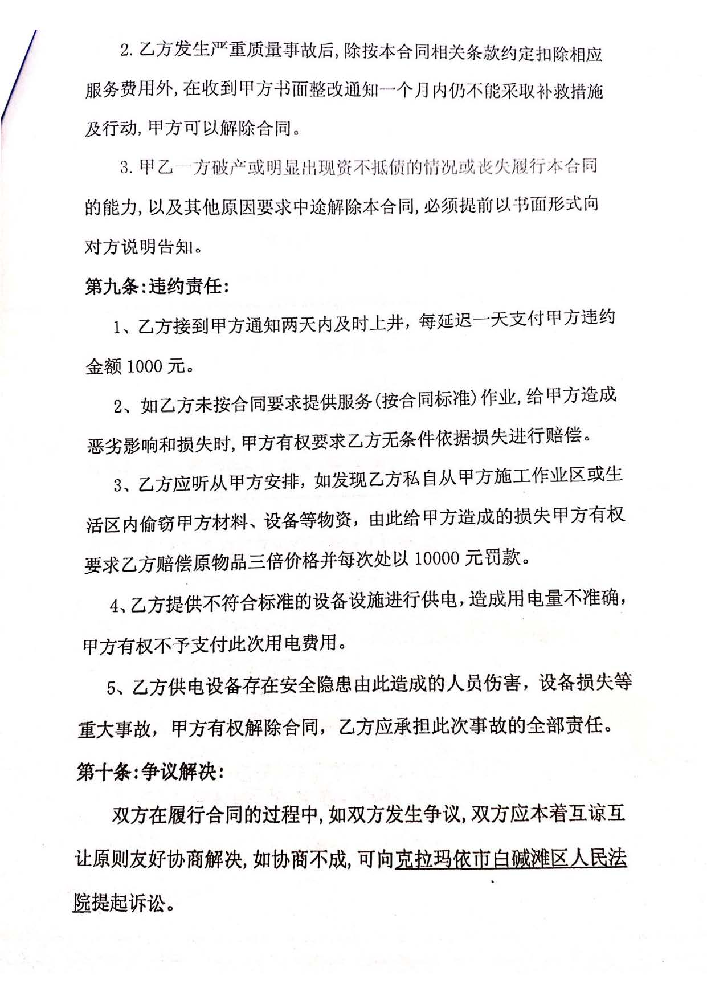 2. 乙方发生严重质量事故后, 除按本合同相关条款约定扣除相应
服务费用外, 在收到甲方书面整改通知一个月内仍不能采取补救措施
及行动, 甲方可以解除合同。
3. 甲乙一方破产或明显出现资不抵债的情况或丧失履行本合同
的能力, 以及其他原因要求中途解除本合同, 必须提前以书面形式向
对方说明告知。
第九条:违约责任:
1、乙方接到甲方通知两天内及时上井，每延迟一天支付甲方违约
金额 1000 元。
2、如乙方未按合同要求提供服务(按合同标准)作业, 给甲方造成
恶劣影响和损失时, 甲方有权要求乙方无条件依据损失进行赔偿。
3、乙方应听从甲方安排，如发现乙方私自从甲方施工作业区或生
活区内偷窃甲方材料、设备等物资，由此给甲方造成的损失甲方有权
要求乙方赔偿原物品三倍价格并每次处以 10000 元罚款。
4、乙方提供不符合标准的设备设施进行供电, 造成用电量不准确，
甲方有权不予支付此次用电费用。
5、乙方供电设备存在安全隐患由此造成的人员伤害，设备损失等
重大事故，甲方有权解除合同，乙方应承担此次事故的全部责任。
第十条:争议解决:
双方在履行合同的过程中, 如双方发生争议, 双方应本着互谅互
让原则友好协商解决, 如协商不成, 可向克拉玛依市白碱滩区人民法
院提起诉讼。